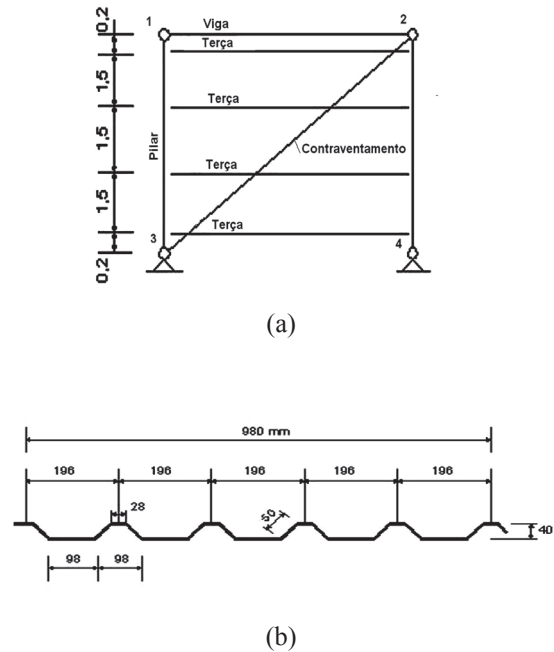 0,2
1
Viga
2
Terça
1,5
Terça
1,5
Pilar
Contraventamento
Terça
1,5
Terça
3
4
0,2
(a)
980 mm
196
196
196
196
196
28
50
40
98
98
(b)